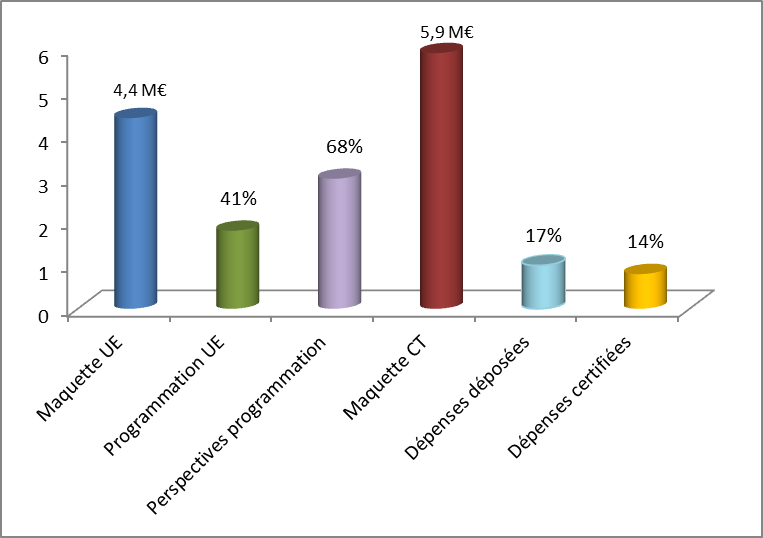 5,9 M€
4,4 M€
68%
41%
17%
14%
6
5
4
3
2
1
0
Maquette UE
Programmation UE
Perspectives programmation
Maquette CT
Dépenses déposées
Dépenses certifiées